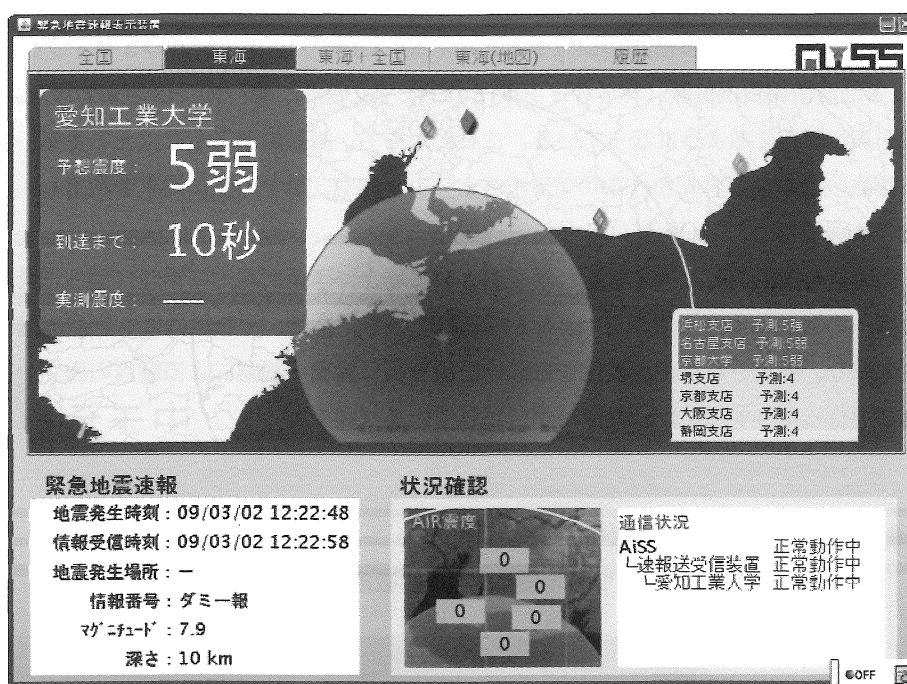 緊急地震速報表示装置
全国
東海
東海+全国
東海(地図)
履歴
AiSS
愛知工業大学
予想震度:
5弱
到達まで:
10秒
実測震度:
浜松支店 予測:5強
名古屋支店 予測:5弱
京都大学 予測:5弱
堺支店 予測:4
京都支店 予測:4
大阪支店 予測:4
静岡支店 予測:4
緊急地震速報
地震発生時刻:09/03/02 12:22:48
情報受信時刻:09/03/02 12:22:58
地震発生場所:ー
情報番号:ダミー報
マグニチュード:7.9
深さ:10 km
状況確認
AIR震度
0
0
0
0
0
通信状況
AiSS 正常動作中
└速報送受信装置 正常動作中
└愛知工業大学 正常動作中
OFF